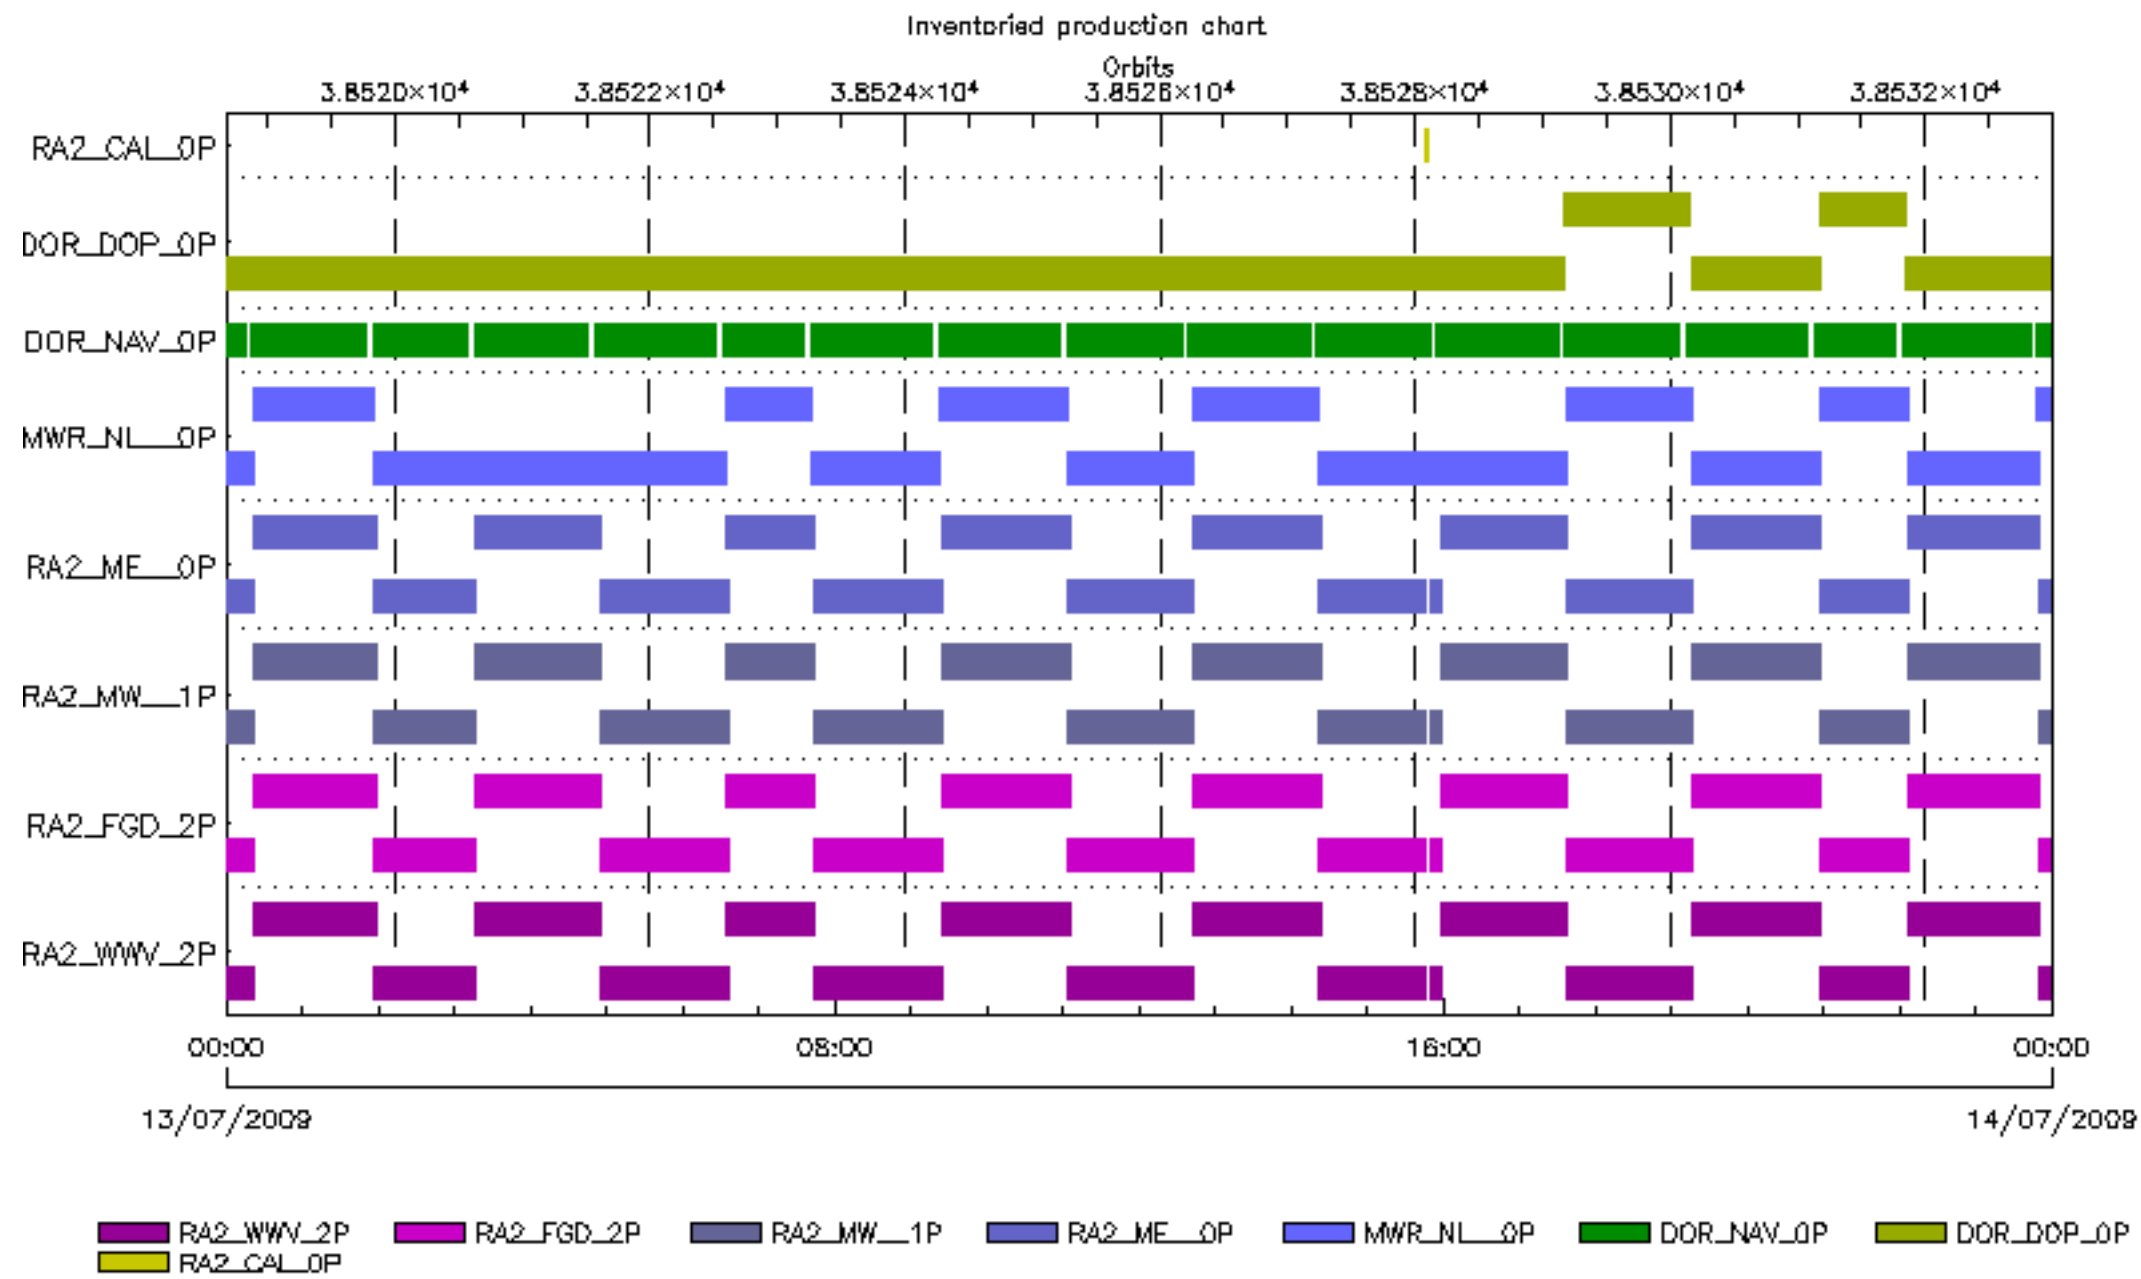 Inventoried production chart
Orbits
3.8520×10⁴ 3.8522×10⁴ 3.8524×10⁴ 3.8526×10⁴ 3.8528×10⁴ 3.8530×10⁴ 3.8532×10⁴
RA2_CAL_0P
DOR_DOP_0P
DOR_NAV_0P
MWR_NL__0P
RA2_ME__0P
RA2_MW__1P
RA2_FGD_2P
RA2_WWV_2P
00:00 08:00 16:00 00:00
13/07/2009 14/07/2009
RA2_WWV_2P RA2_FGD_2P RA2_MW__1P RA2_ME__0P MWR_NL__0P DOR_NAV_0P DOR_DOP_0P
RA2_CAL_0P